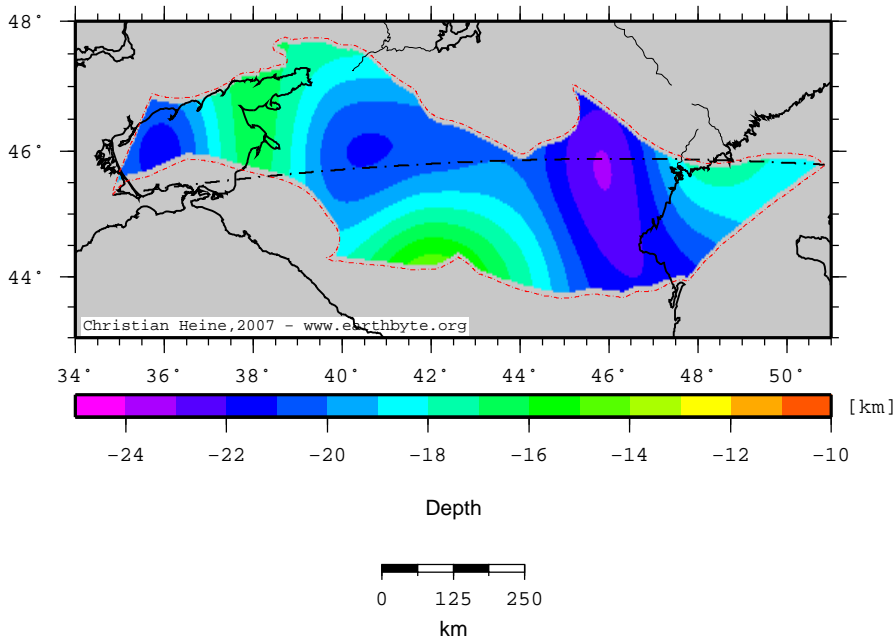 48°
46°
44°
Christian Heine,2007 - www.earthbyte.org
34° 36° 38° 40° 42° 44° 46° 48° 50°
[km]
-24 -22 -20 -18 -16 -14 -12 -10
Depth
0 125 250
km